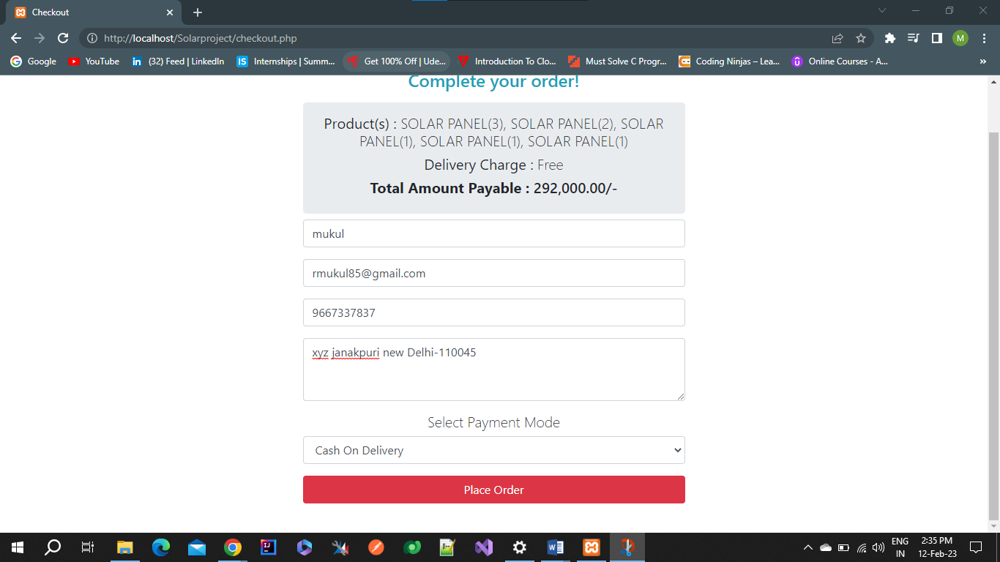 Checkout
http://localhost/Solarproject/checkout.php
M
Google
YouTube
(32) Feed | LinkedIn
IS
Internships | Summ...
Get 100% Off | Ude...
Introduction To Clo...
Must Solve C Progr...
Coding Ninjas – Lea...
Online Courses - A...
»
Complete your order!
Product(s) : SOLAR PANEL(3), SOLAR PANEL(2), SOLAR
PANEL(1), SOLAR PANEL(1), SOLAR PANEL(1)
Delivery Charge : Free
Total Amount Payable : 292,000.00/-
mukul
rmukul85@gmail.com
9667337837
xyz janakpuri new Delhi-110045
Select Payment Mode
Cash On Delivery
Place Order
ENG
IN
2:35 PM
12-Feb-23